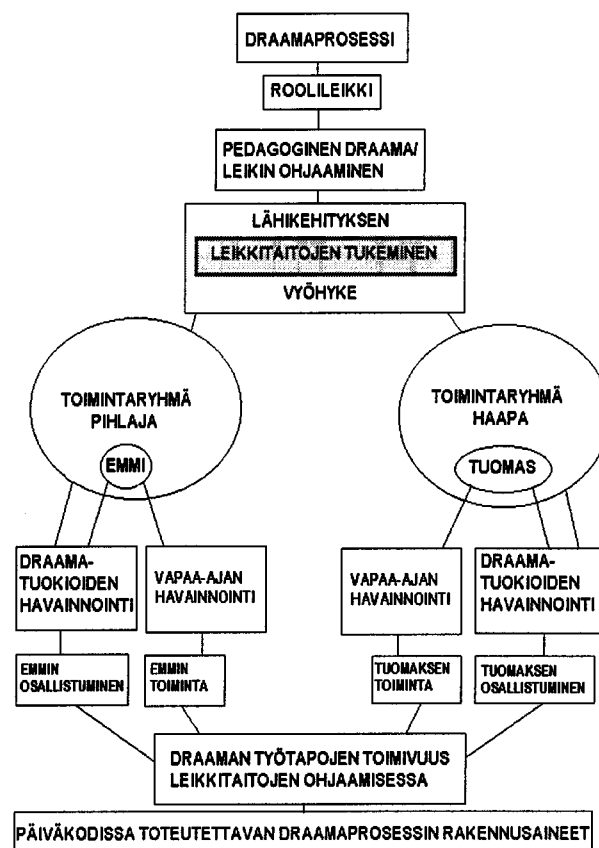 DRAAMAPROSESSI
ROOLILEIKKI
PEDAGOGINEN DRAAMA/
LEIKIN OHJAAMINEN
LÄHIKEHITYKSEN
LEIKKITAITOJEN TUKEMINEN
VYÖHYKE
TOIMINTARYHMÄ
PIHLAJA
EMMI
TOIMINTARYHMÄ
HAAPA
TUOMAS
DRAAMA-
TUOKIOIDEN
HAVAINNOINTI
VAPAA-AJAN
HAVAINNOINTI
VAPAA-AJAN
HAVAINNOINTI
DRAAMA-
TUOKIOIDEN
HAVAINNOINTI
EMMIN
OSALLISTUMINEN
EMMIN
TOIMINTA
TUOMAKSEN
TOIMINTA
TUOMAKSEN
OSALLISTUMINEN
DRAAMAN TYÖTAPOJEN TOIMIVUUS
LEIKKITAITOJEN OHJAAMISESSA
PÄIVÄKODISSA TOTEUTETTAVAN DRAAMAPROSESSIN RAKENNUSAINEET